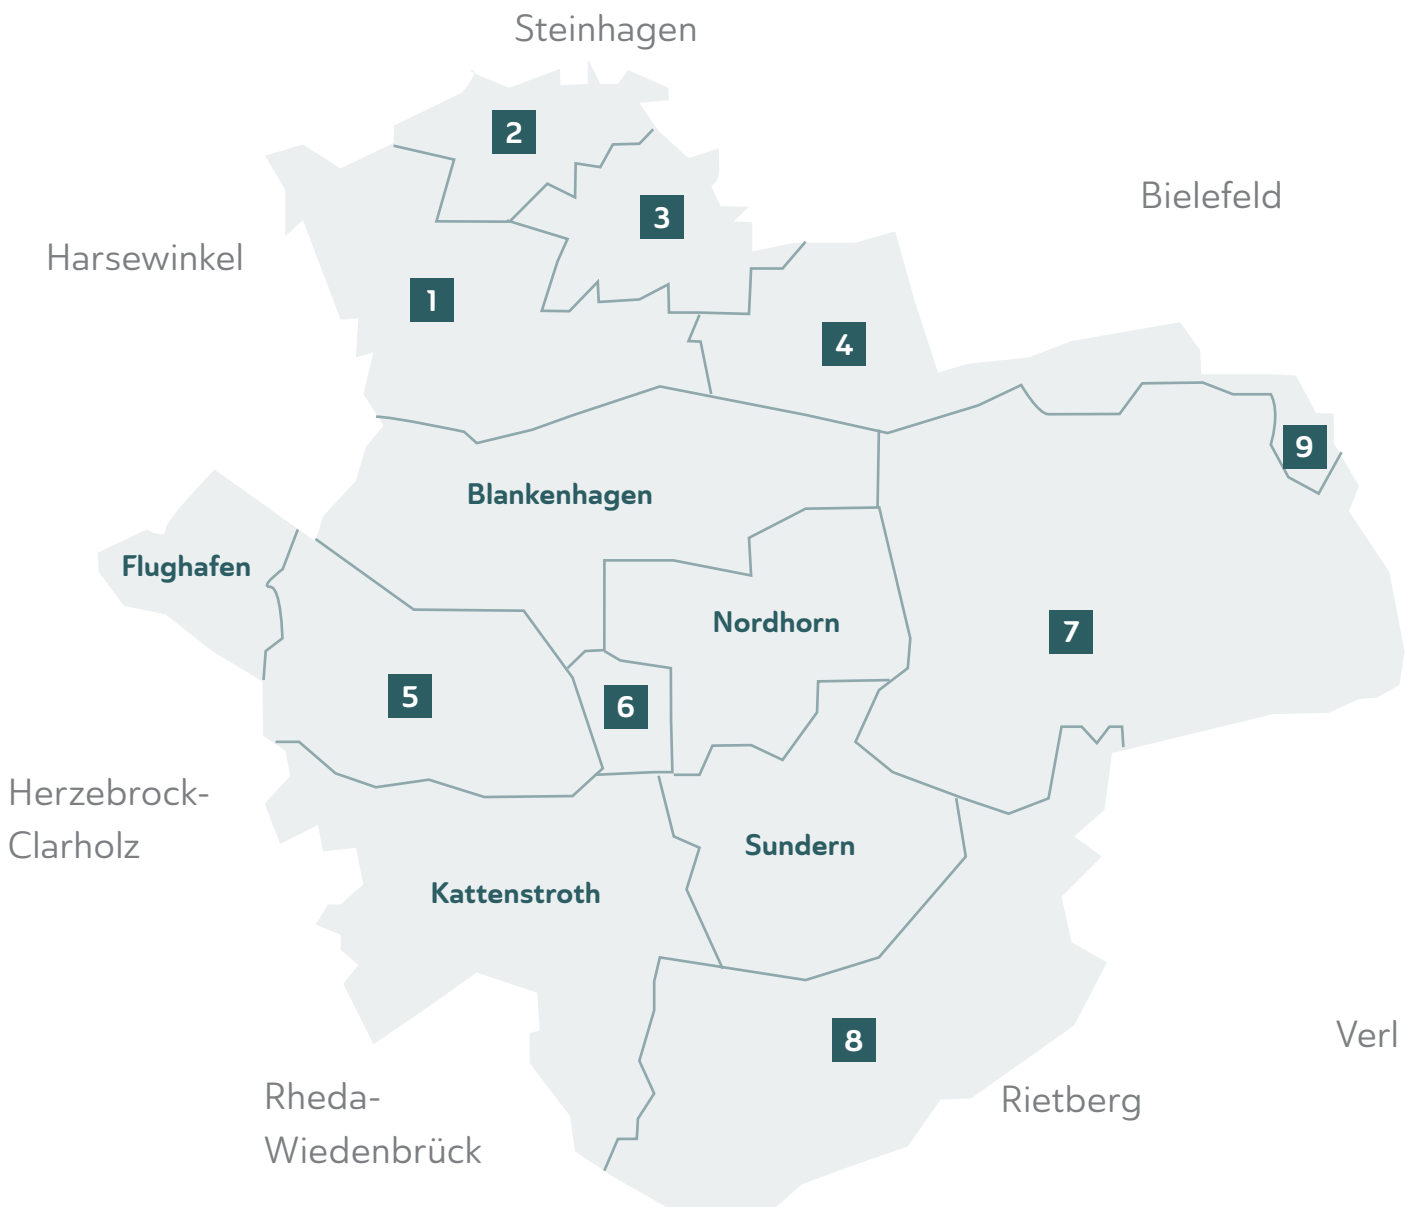 Steinhagen
2
Bielefeld
3
Harsewinkel
1
4
9
Blankenhagen
Flughafen
Nordhorn
7
5
6
Herzebrock-
Clarholz
Sundern
Kattenstroth
8
Verl
Rheda-
Wiedenbrück
Rietberg